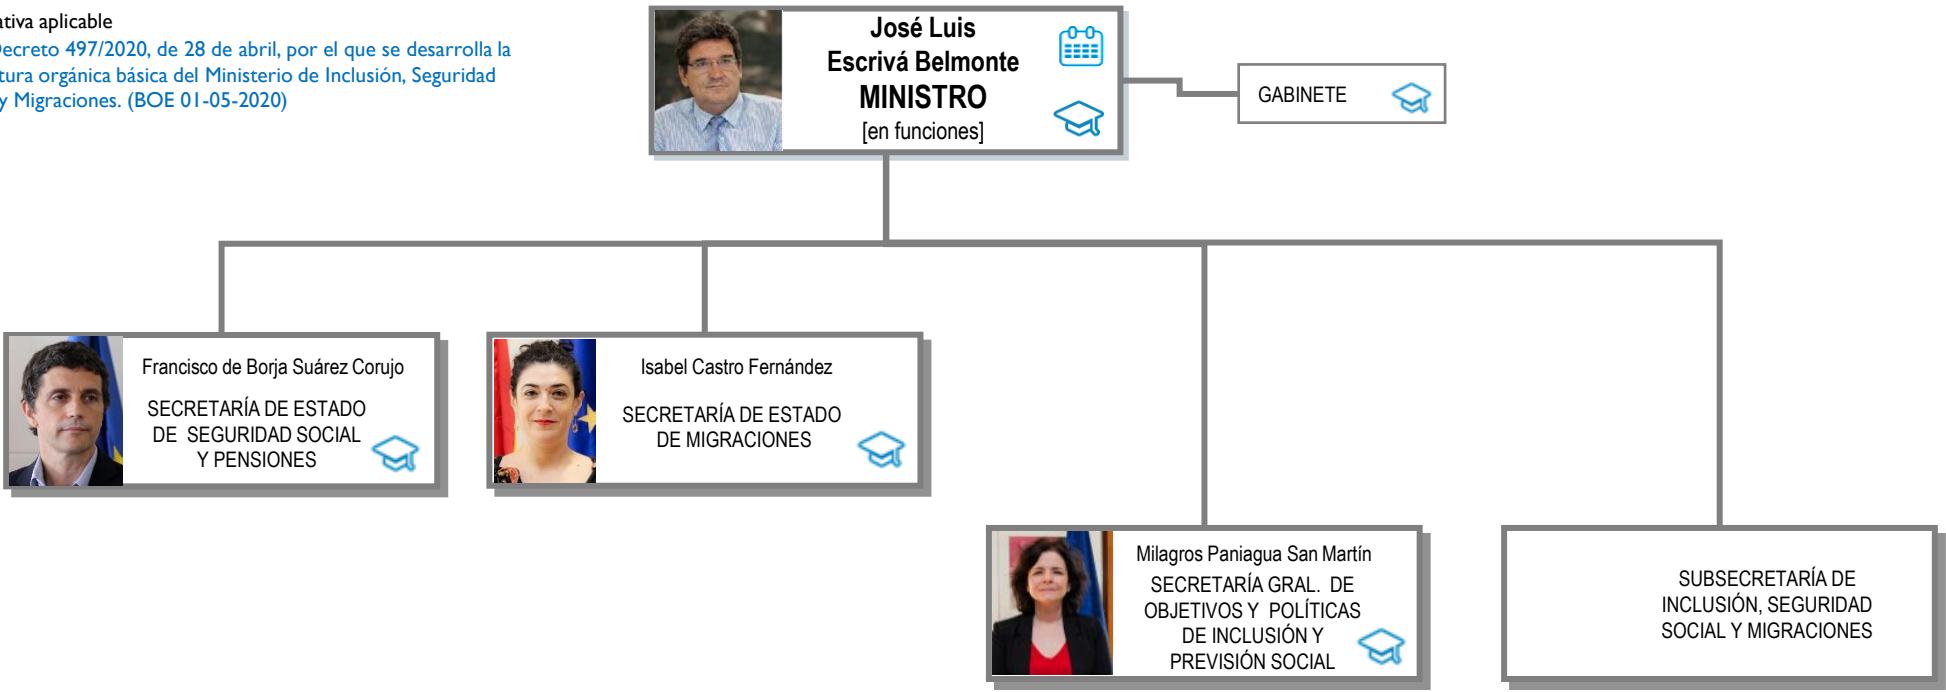 ativa aplicable
ecreto 497/2020, de 28 de abril, por el que se desarrolla la
tura orgánica básica del Ministerio de Inclusión, Seguridad
y Migraciones. (BOE 01-05-2020)
José Luis
Escrivá Belmonte
MINISTRO
[en funciones]
GABINETE
Francisco de Borja Suárez Corujo
SECRETARÍA DE ESTADO
DE SEGURIDAD SOCIAL
Y PENSIONES
Isabel Castro Fernández
SECRETARÍA DE ESTADO
DE MIGRACIONES
Milagros Paniagua San Martín
SECRETARÍA GRAL. DE
OBJETIVOS Y POLÍTICAS
DE INCLUSIÓN Y
PREVISIÓN SOCIAL
SUBSECRETARÍA DE
INCLUSIÓN, SEGURIDAD
SOCIAL Y MIGRACIONES